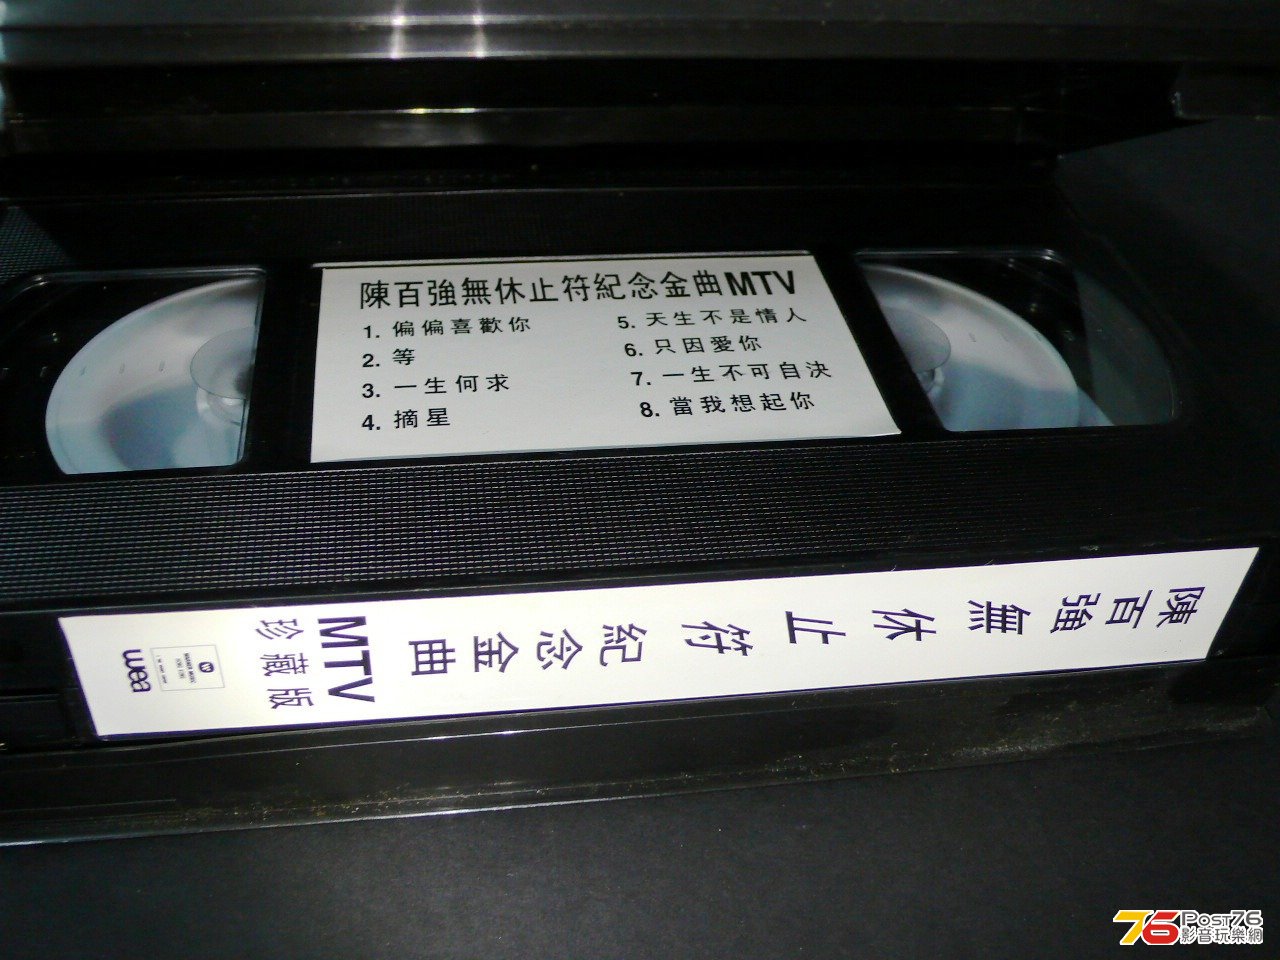 陳百強無休止符紀念金曲MTV
1. 偏偏喜歡你
2. 等
3. 一生何求
4. 摘星
5. 天生不是情人
6. 只因愛你
7. 一生不可自決
8. 當我想起你
陳百強無休止符紀念金曲
MTV
珍藏版
wea
76 Post76
影音玩樂網